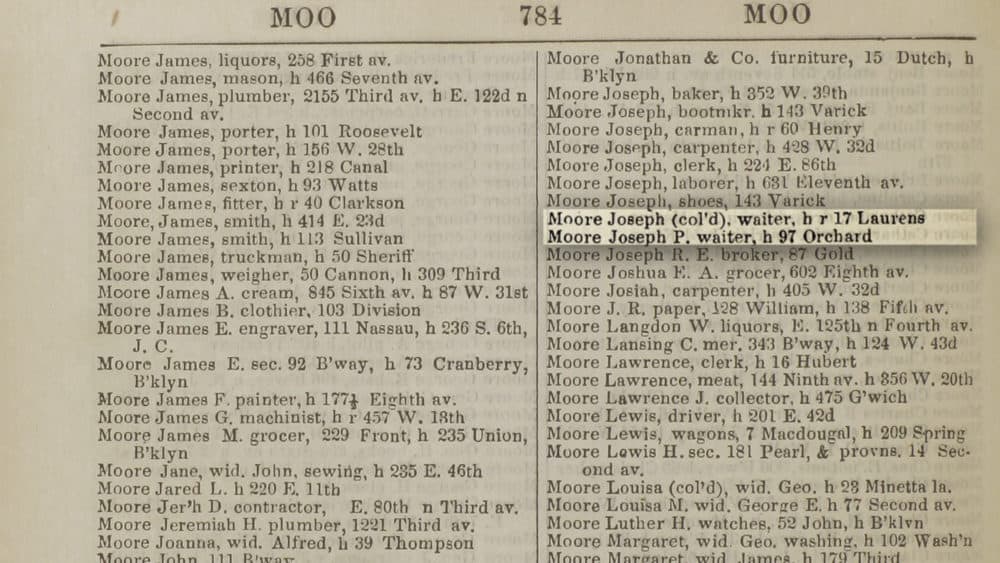 MOO 784 MOO
Moore James, liquors, 258 First av.
Moore James, mason, h 466 Seventh av.
Moore James, plumber, 2155 Third av. h E. 122d n
Second av.
Moore James, porter, h 101 Roosevelt
Moore James, porter, h 156 W. 28th
Moore James, printer, h 218 Canal
Moore James, sexton, h 93 Watts
Moore James, fitter, h r 40 Clarkson
Moore, James, smith, h 414 E. 23d
Moore James, smith, h 113 Sullivan
Moore James, truckman, h 50 Sheriff
Moore James, weigher, 50 Cannon, h 309 Third
Moore James A. cream, 845 Sixth av. h 87 W. 31st
Moore James B. clothier, 103 Division
Moore James E. engraver, 111 Nassau, h 236 S. 6th,
J. C.
Moore James E. sec. 92 B'way, h 73 Cranberry,
B'klyn
Moore James F. painter, h 177½ Eighth av.
Moore James G. machinist, h r 457 W. 18th
Moore James M. grocer, 229 Front, h 235 Union,
B'klyn
Moore Jane, wid. John, sewing, h 235 E. 46th
Moore Jared L. h 220 E. 11th
Moore Jer'h D. contractor, E. 80th n Third av.
Moore Jeremiah H. plumber, 1221 Third av.
Moore Joanna, wid. Alfred, h 39 Thompson
Moore John, 111 B'way
Moore Jonathan & Co. furniture, 15 Dutch, h
B'klyn
Moore Joseph, baker, h 352 W. 39th
Moore Joseph, bootmkr. h 143 Varick
Moore Joseph, carman, h r 60 Henry
Moore Joseph, carpenter, h 428 W. 32d
Moore Joseph, clerk, h 224 E. 86th
Moore Joseph, laborer, h 631 Eleventh av.
Moore Joseph, shoes, 143 Varick
Moore Joseph (col'd), waiter, h r 17 Laurens
Moore Joseph P. waiter, h 97 Orchard
Moore Joseph R. E. broker, 87 Gold
Moore Joshua E. A. grocer, 602 Eighth av.
Moore Josiah, carpenter, h 405 W. 32d
Moore J. R. paper, 128 William, h 138 Fifth av.
Moore Langdon W. liquors, E. 125th n Fourth av.
Moore Lansing C. mer. 343 B'way, h 124 W. 43d
Moore Lawrence, clerk, h 16 Hubert
Moore Lawrence, meat, 144 Ninth av. h 356 W. 20th
Moore Lawrence J. collector, h 475 G'wich
Moore Lewis, driver, h 201 E. 42d
Moore Lewis, wagons, 7 Macdougal, h 209 Spring
Moore Lewis H. sec. 181 Pearl, & provns. 14 Sec-
ond av.
Moore Louisa (col'd), wid. Geo. h 23 Minetta la.
Moore Louisa M. wid. George E. h 77 Second av.
Moore Luther H. watches, 52 John, h B'klyn
Moore Margaret, wid. Geo. washing, h 102 Wash'n
Moore Margaret, wid. James, h 179 Third